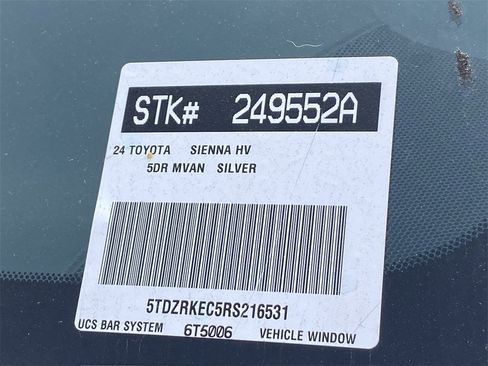 STK# 249552A
24 TOYOTA SIENNA HV
5DR MVAN SILVER
5TDZRKEC5RS216531
UCS BAR SYSTEM 6T5006 VEHICLE WINDOW